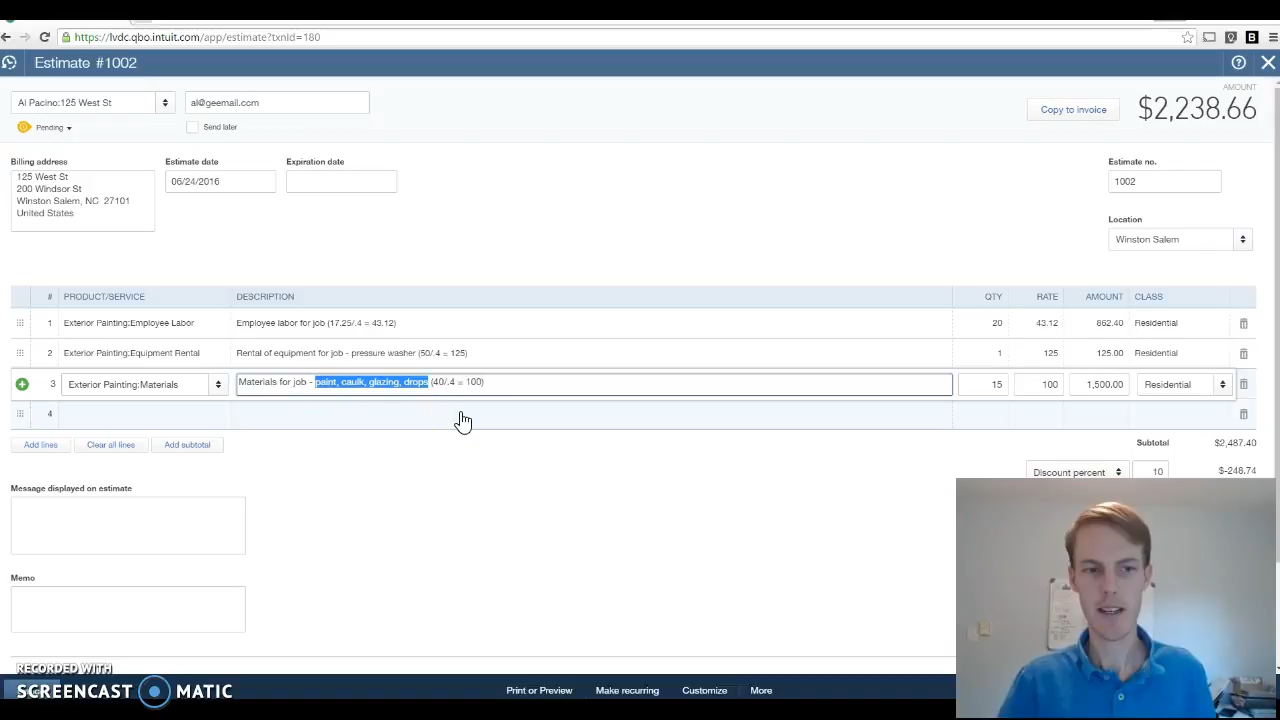 https://lvdc.qbo.intuit.com/app/estimate?txnId=180
Estimate #1002
Al Pacino:125 West St
al@geemail.com
Pending
Send later
Copy to invoice
AMOUNT
$2,238.66
Billing address
125 West St
200 Windsor St
Winston Salem, NC 27101
United States
Estimate date
06/24/2016
Expiration date
Estimate no.
1002
Location
Winston Salem
# PRODUCT/SERVICE DESCRIPTION QTY RATE AMOUNT CLASS
1 Exterior Painting:Employee Labor Employee labor for job (17.25/.4 = 43.12) 20 43.12 862.40 Residential
2 Exterior Painting:Equipment Rental Rental of equipment for job - pressure washer (50/.4 = 125) 1 125 125.00 Residential
3 Exterior Painting:Materials Materials for job - paint, caulk, glazing, drops (40/.4 = 100) 15 100 1,500.00 Residential
4
Add lines Clear all lines Add subtotal
Subtotal $2,487.40
Discount percent 10 $-248.74
Message displayed on estimate
Memo
RECORDED WITH
SCREENCAST MATIC
Print or Preview Make recurring Customize More